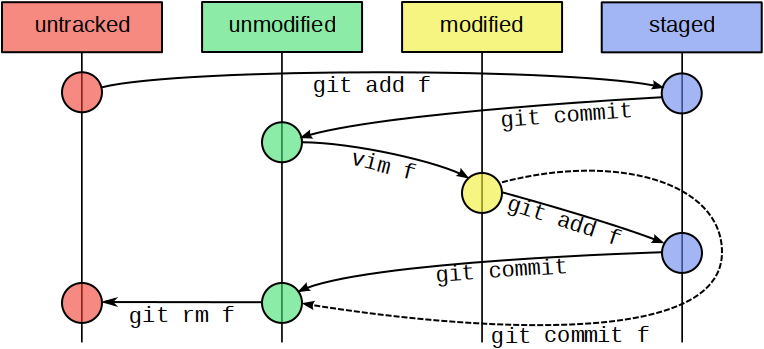 untracked
unmodified
modified
staged
git add f
git commit
vim f
git add f
git commit
git rm f
git commit f